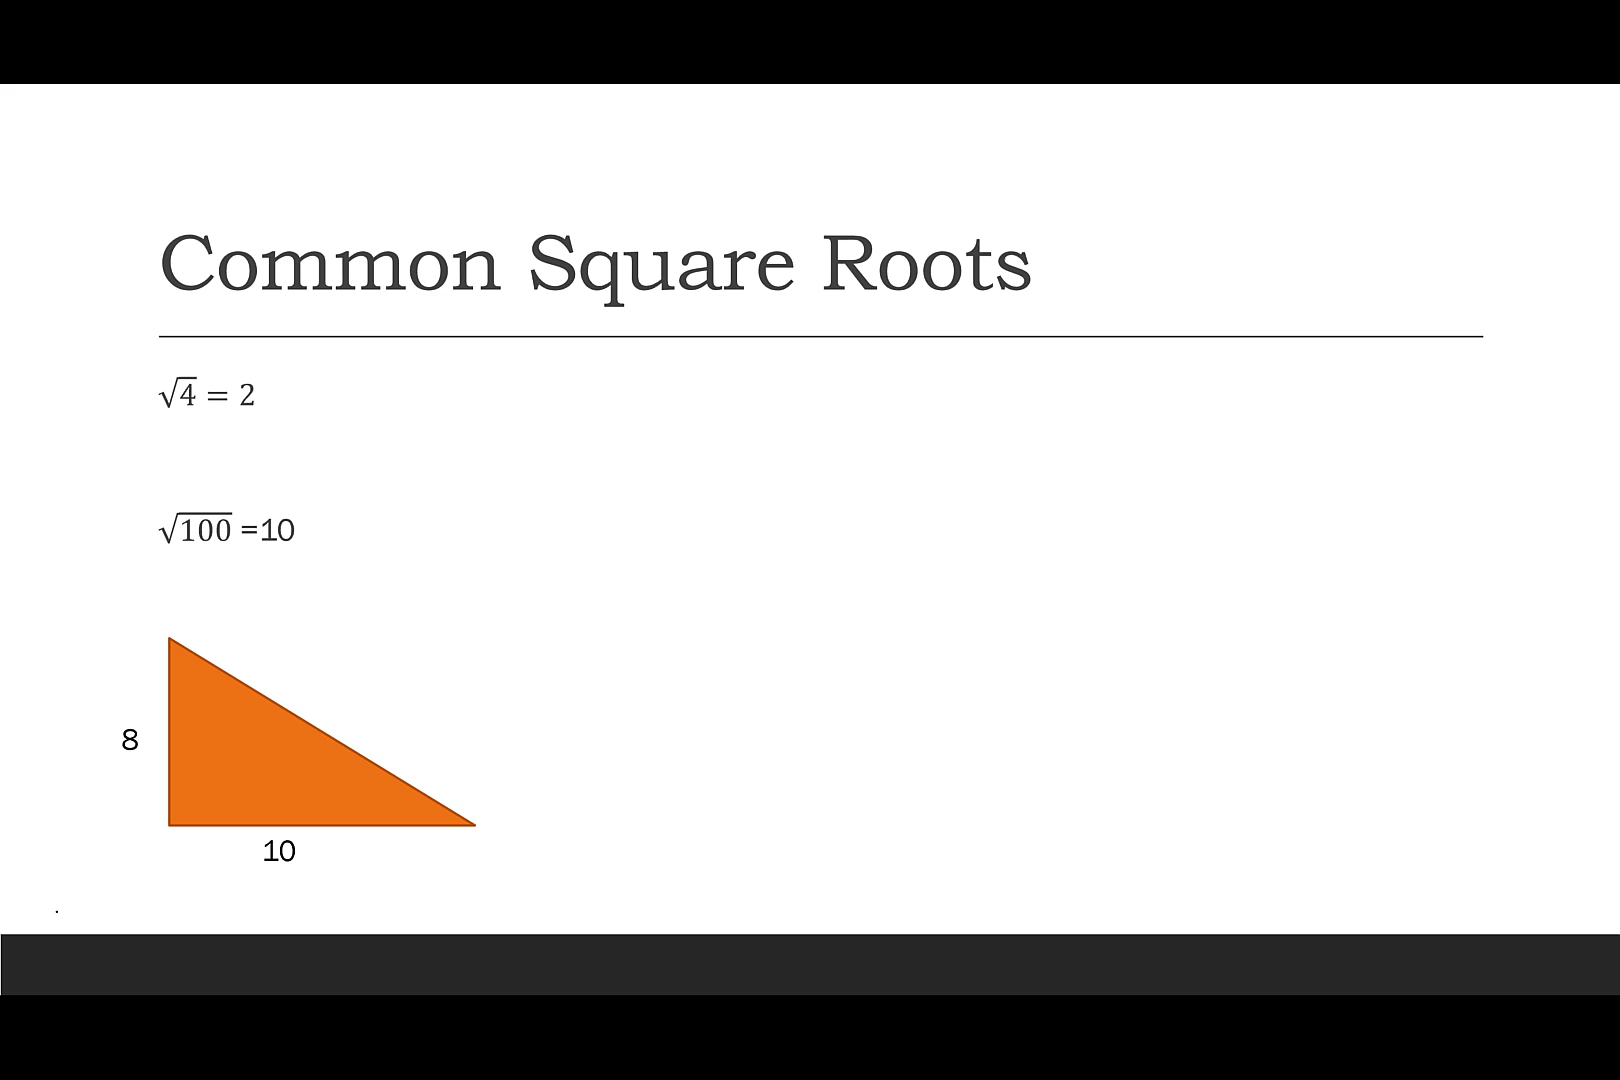 Common Square Roots
√4 = 2
√100 =10
8
10
.